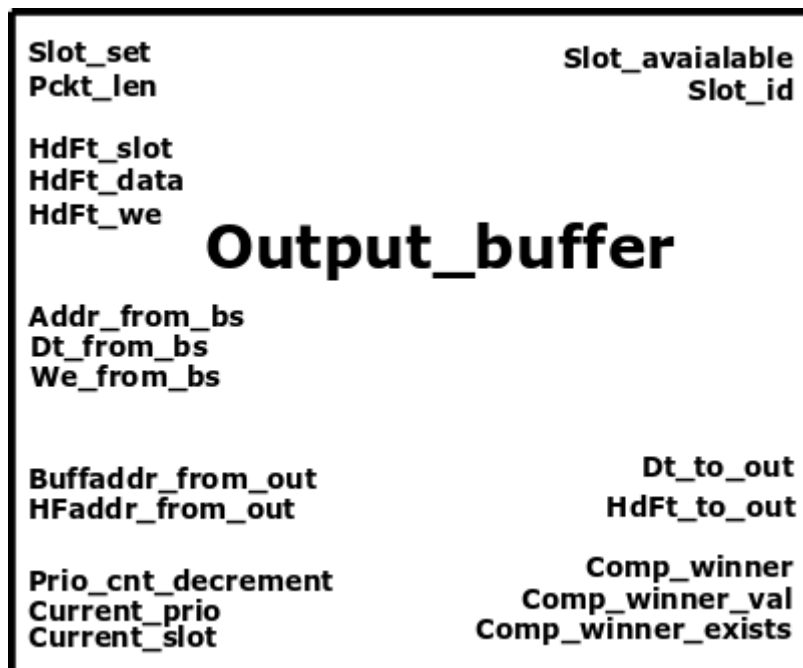 Slot_set
Slot_avaialable
Pckt_len
Slot_id
HdFt_slot
HdFt_data
HdFt_we
Output_buffer
Addr_from_bs
Dt_from_bs
We_from_bs
Buffaddr_from_out
Dt_to_out
HFaddr_from_out
HdFt_to_out
Prio_cnt_decrement
Comp_winner
Current_prio
Comp_winner_val
Current_slot
Comp_winner_exists